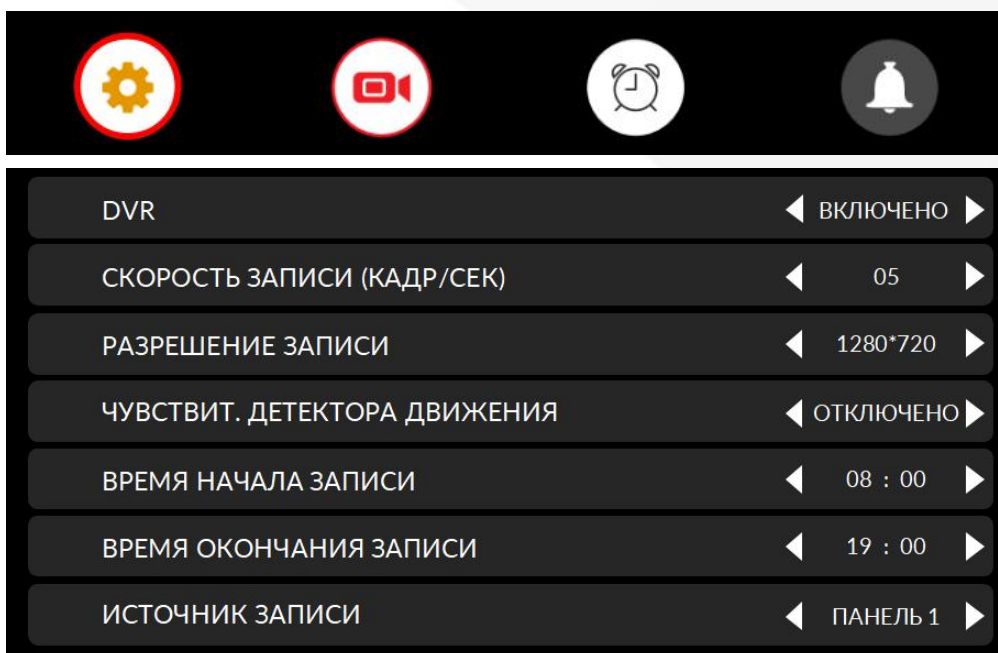 DVR ВКЛЮЧЕНО
СКОРОСТЬ ЗАПИСИ (КАДР/СЕК) 05
РАЗРЕШЕНИЕ ЗАПИСИ 1280*720
ЧУВСТВИТ. ДЕТЕКТОРА ДВИЖЕНИЯ ОТКЛЮЧЕНО
ВРЕМЯ НАЧАЛА ЗАПИСИ 08 : 00
ВРЕМЯ ОКОНЧАНИЯ ЗАПИСИ 19 : 00
ИСТОЧНИК ЗАПИСИ ПАНЕЛЬ 1